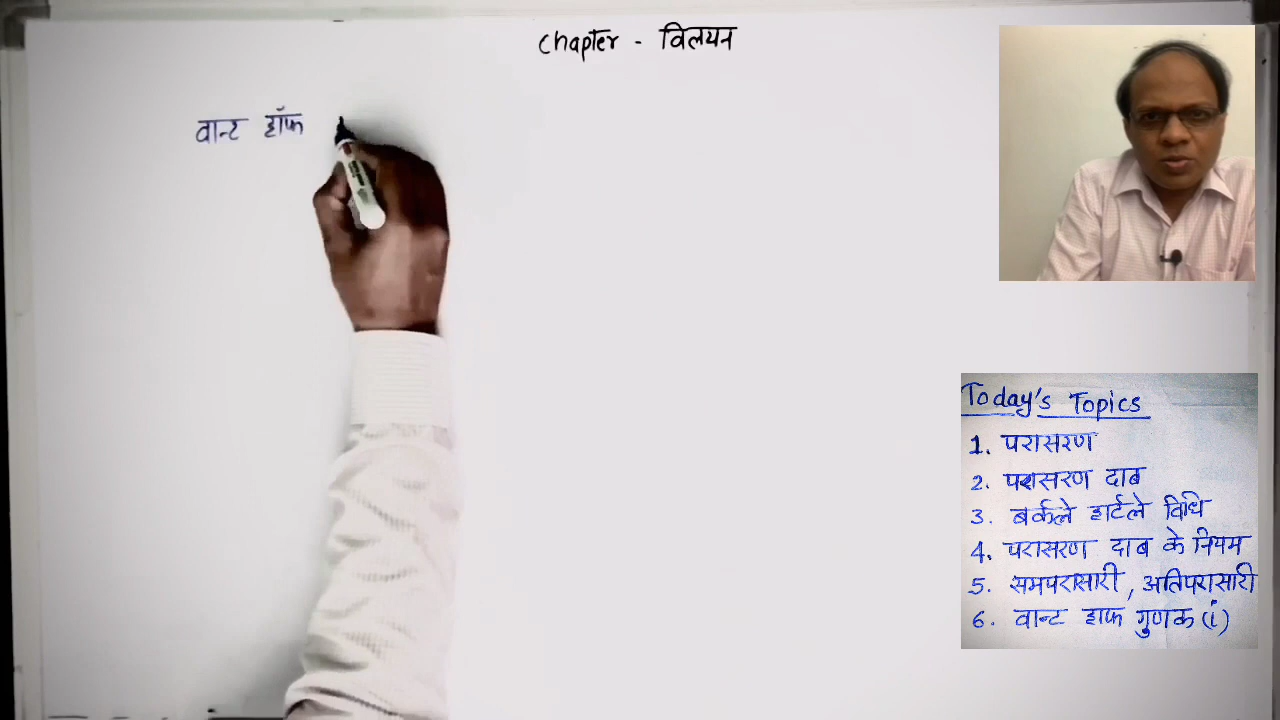 Chapter - विलयन
वान्ट हॉफ
Today's Topics
1. परासरण
2. परासरण दाब
3. बर्कले हार्टले विधि
4. परासरण दाब के नियम
5. समपरासारी, अतिपरासारी
6. वान्ट हाफ गुणक (i)